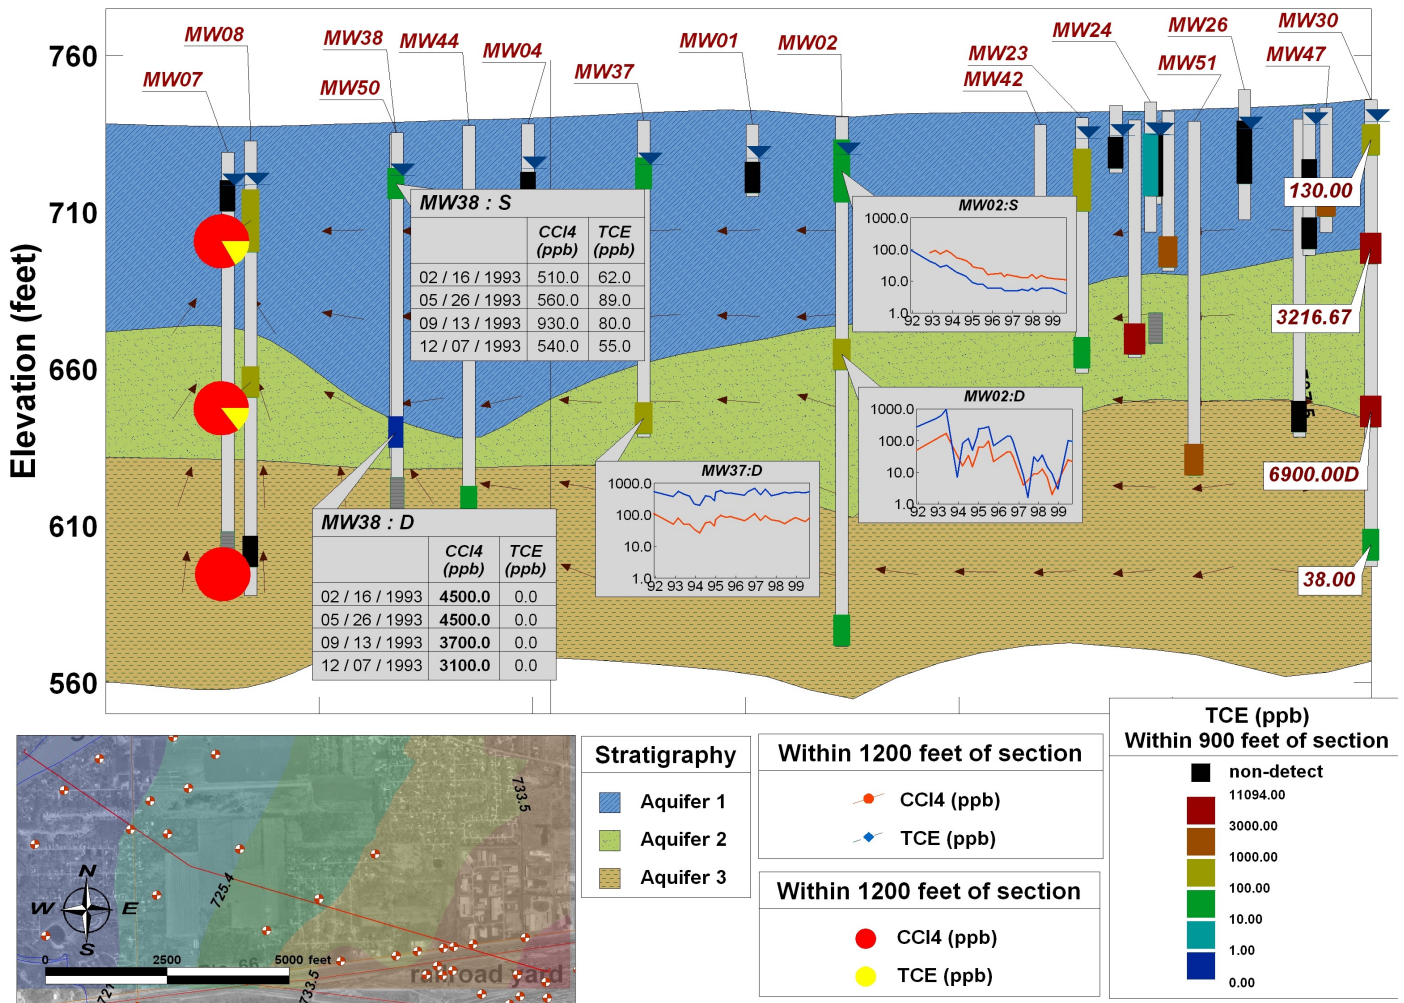 760
710
660
610
560
Elevation (feet)
MW07
MW08
MW38
MW50
MW44
MW04
MW37
MW01
MW02
MW23
MW42
MW24
MW51
MW26
MW30
MW47
130.00
3216.67
6900.00D
38.00
MW38 : S
CCl4 (ppb) TCE (ppb)
02 / 16 / 1993 510.0 62.0
05 / 26 / 1993 560.0 89.0
09 / 13 / 1993 930.0 80.0
12 / 07 / 1993 540.0 55.0
MW38 : D
CCl4 (ppb) TCE (ppb)
02 / 16 / 1993 4500.0 0.0
05 / 26 / 1993 4500.0 0.0
09 / 13 / 1993 3700.0 0.0
12 / 07 / 1993 3100.0 0.0
MW37:D
1000.0
100.0
10.0
1.0
92 93 94 95 96 97 98 99
MW02:S
1000.0
100.0
10.0
1.0
92 93 94 95 96 97 98 99
MW02:D
1000.0
100.0
10.0
1.0
92 93 94 95 96 97 98 99
733.5
725.4
733.5
721
66
railroad yard
N
W E
S
0 2500 5000 feet
Stratigraphy
Aquifer 1
Aquifer 2
Aquifer 3
Within 1200 feet of section
CCl4 (ppb)
TCE (ppb)
Within 1200 feet of section
CCl4 (ppb)
TCE (ppb)
TCE (ppb)
Within 900 feet of section
non-detect
11094.00
3000.00
1000.00
100.00
10.00
1.00
0.00